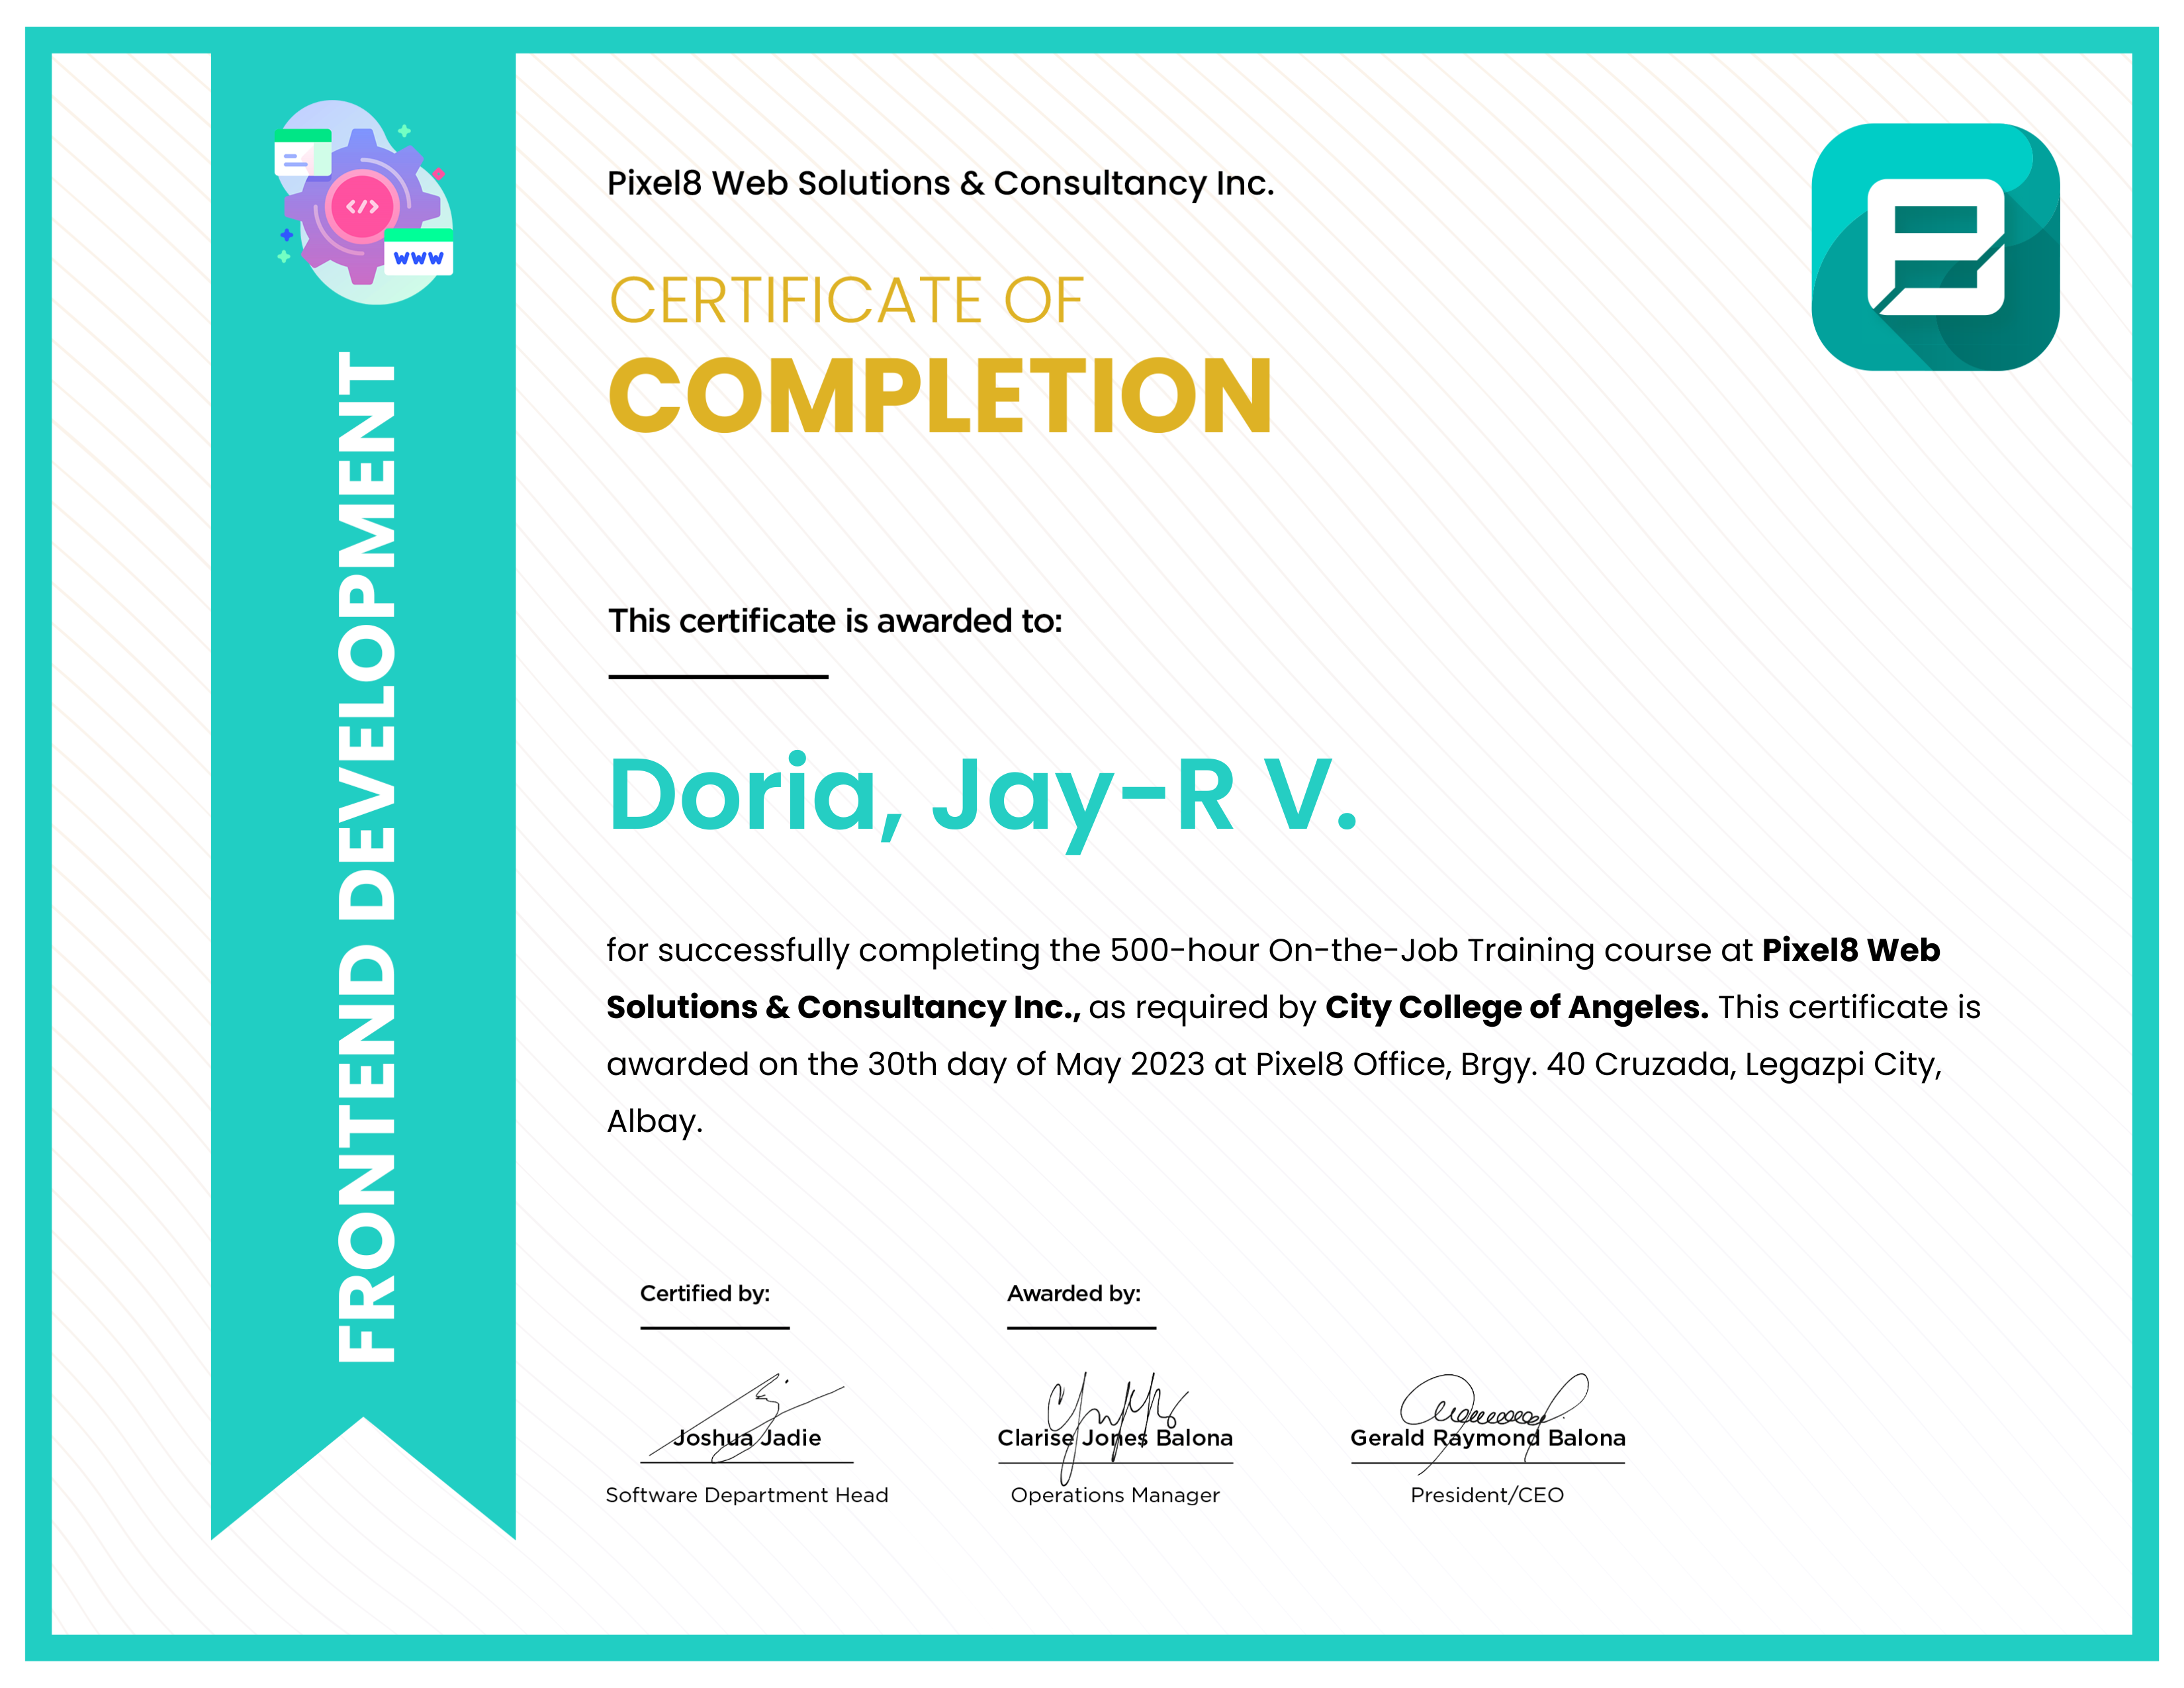 www
FRONTEND DEVELOPMENT
Pixel8 Web Solutions & Consultancy Inc.
CERTIFICATE OF
COMPLETION
This certificate is awarded to:
Doria, Jay-R V.
for successfully completing the 500-hour On-the-Job Training course at Pixel8 Web
Solutions & Consultancy Inc., as required by City College of Angeles. This certificate is
awarded on the 30th day of May 2023 at Pixel8 Office, Brgy. 40 Cruzada, Legazpi City,
Albay.
Certified by:
Awarded by:
Joshua Jadie
Clarise Jones Balona
Gerald Raymond Balona
Software Department Head
Operations Manager
President/CEO